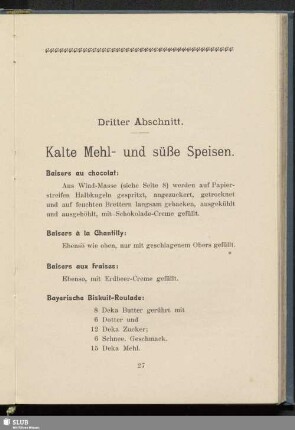 Dritter Abschnitt.
Kalte Mehl- und süße Speisen.
Baisers au chocolat:
Aus Wind-Masse (siehe Seite 8) werden auf Papier-
streifen Halbkugeln gespritzt, angezuckert, getrocknet
und auf feuchten Brettern langsam gebacken, ausgekühlt
und ausgehöhlt, mit Schokolade-Creme gefüllt.
Baisers à la Chantilly:
Ebenso wie oben, nur mit geschlagenem Obers gefüllt.
Baisers aux fraises:
Ebenso, mit Erdbeer-Creme gefüllt.
Bayerische Biskuit-Roulade:
8 Deka Butter gerührt mit
6 Dotter und
12 Deka Zucker;
6 Schnee, Geschmack,
15 Deka Mehl.
27
SLUB